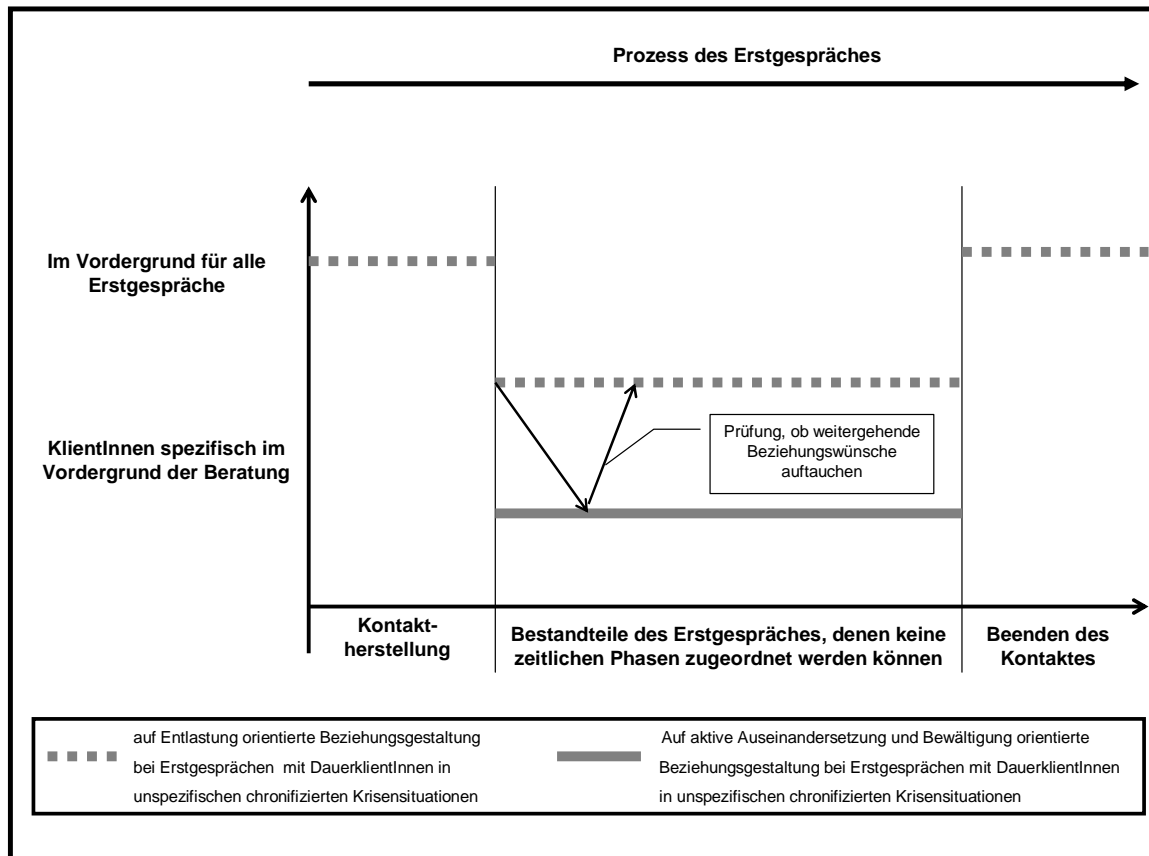 Prozess des Erstgespräches
Im Vordergrund für alle
Erstgespräche
KlientInnen spezifisch im
Vordergrund der Beratung
Prüfung, ob weitergehende
Beziehungswünsche
auftauchen
Kontakt-
herstellung
Bestandteile des Erstgespräches, denen keine
zeitlichen Phasen zugeordnet werden können
Beenden des
Kontaktes
auf Entlastung orientierte Beziehungsgestaltung
bei Erstgesprächen mit DauerklientInnen in
unspezifischen chronifizierten Krisensituationen
Auf aktive Auseinandersetzung und Bewältigung orientierte
Beziehungsgestaltung bei Erstgesprächen mit DauerklientInnen
in unspezifischen chronifizierten Krisensituationen